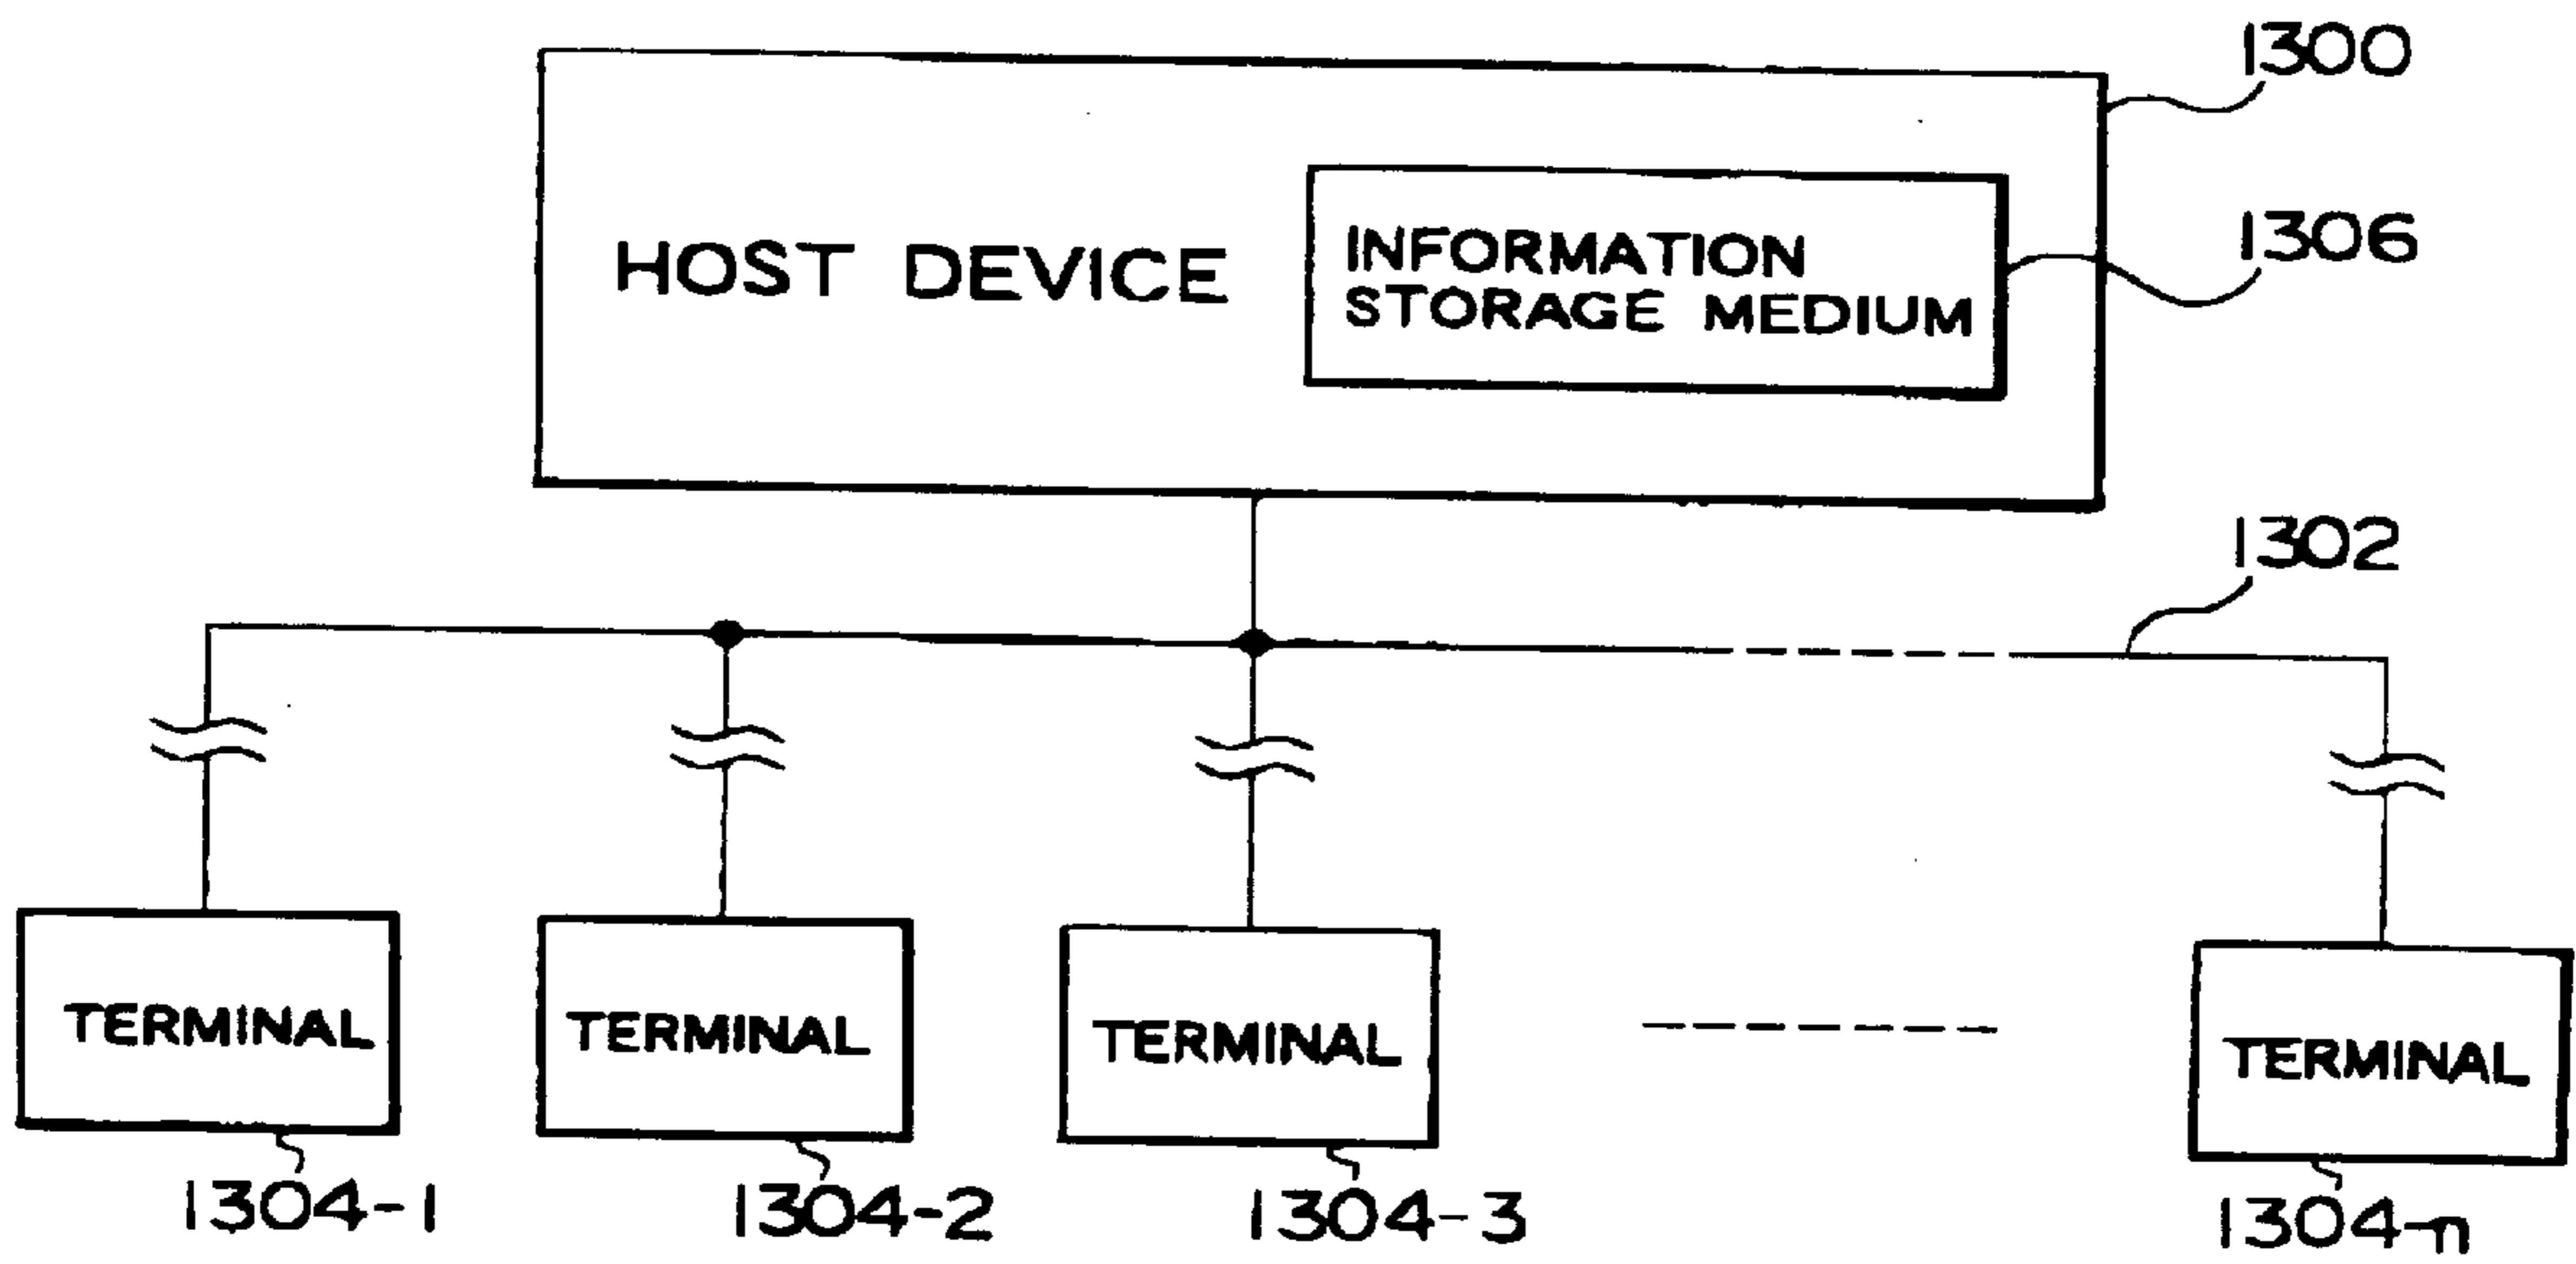 1300
HOST DEVICE
INFORMATION
STORAGE MEDIUM
1306
1302
TERMINAL
TERMINAL
TERMINAL
TERMINAL
1304-1
1304-2
1304-3
1304-n